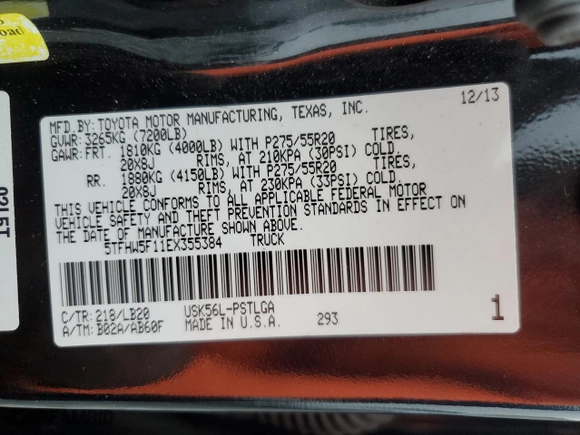 oad
0215T
MFD. BY: TOYOTA MOTOR MANUFACTURING, TEXAS, INC. 12/13
GVWR: 3265KG (7200LB)
GAWR: FRT. 1810KG (4000LB) WITH P275/55R20 TIRES,
20X8J RIMS, AT 210KPA (30PSI) COLD.
RR. 1880KG (4150LB) WITH P275/55R20 TIRES,
20X8J RIMS, AT 230KPA (33PSI) COLD.
THIS VEHICLE CONFORMS TO ALL APPLICABLE FEDERAL MOTOR
VEHICLE SAFETY AND THEFT PREVENTION STANDARDS IN EFFECT ON
THE DATE OF MANUFACTURE SHOWN ABOVE.
5TFHW5F11EX355384 TRUCK
C/TR: 218/LB20 USK56L-PSTLGA
A/TM: B02A/AB60F MADE IN U.S.A. 293 1